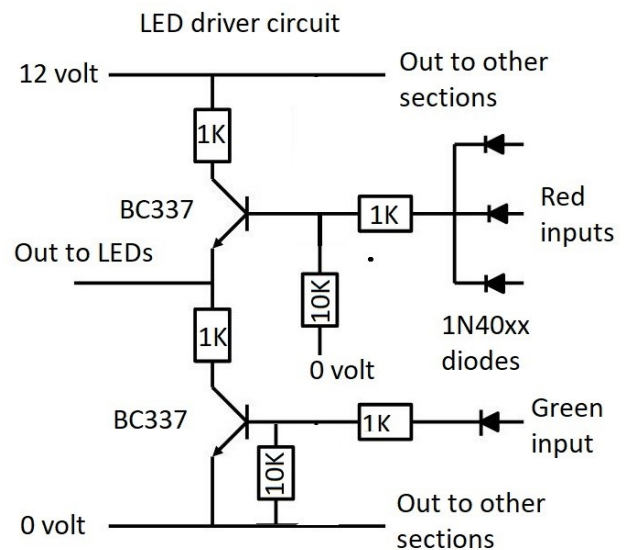 LED driver circuit
12 volt
Out to other
sections
1K
BC337
1K
Red
inputs
Out to LEDs
10K
1K
1N40xx
diodes
0 volt
BC337
1K
Green
input
10K
0 volt
Out to other
sections